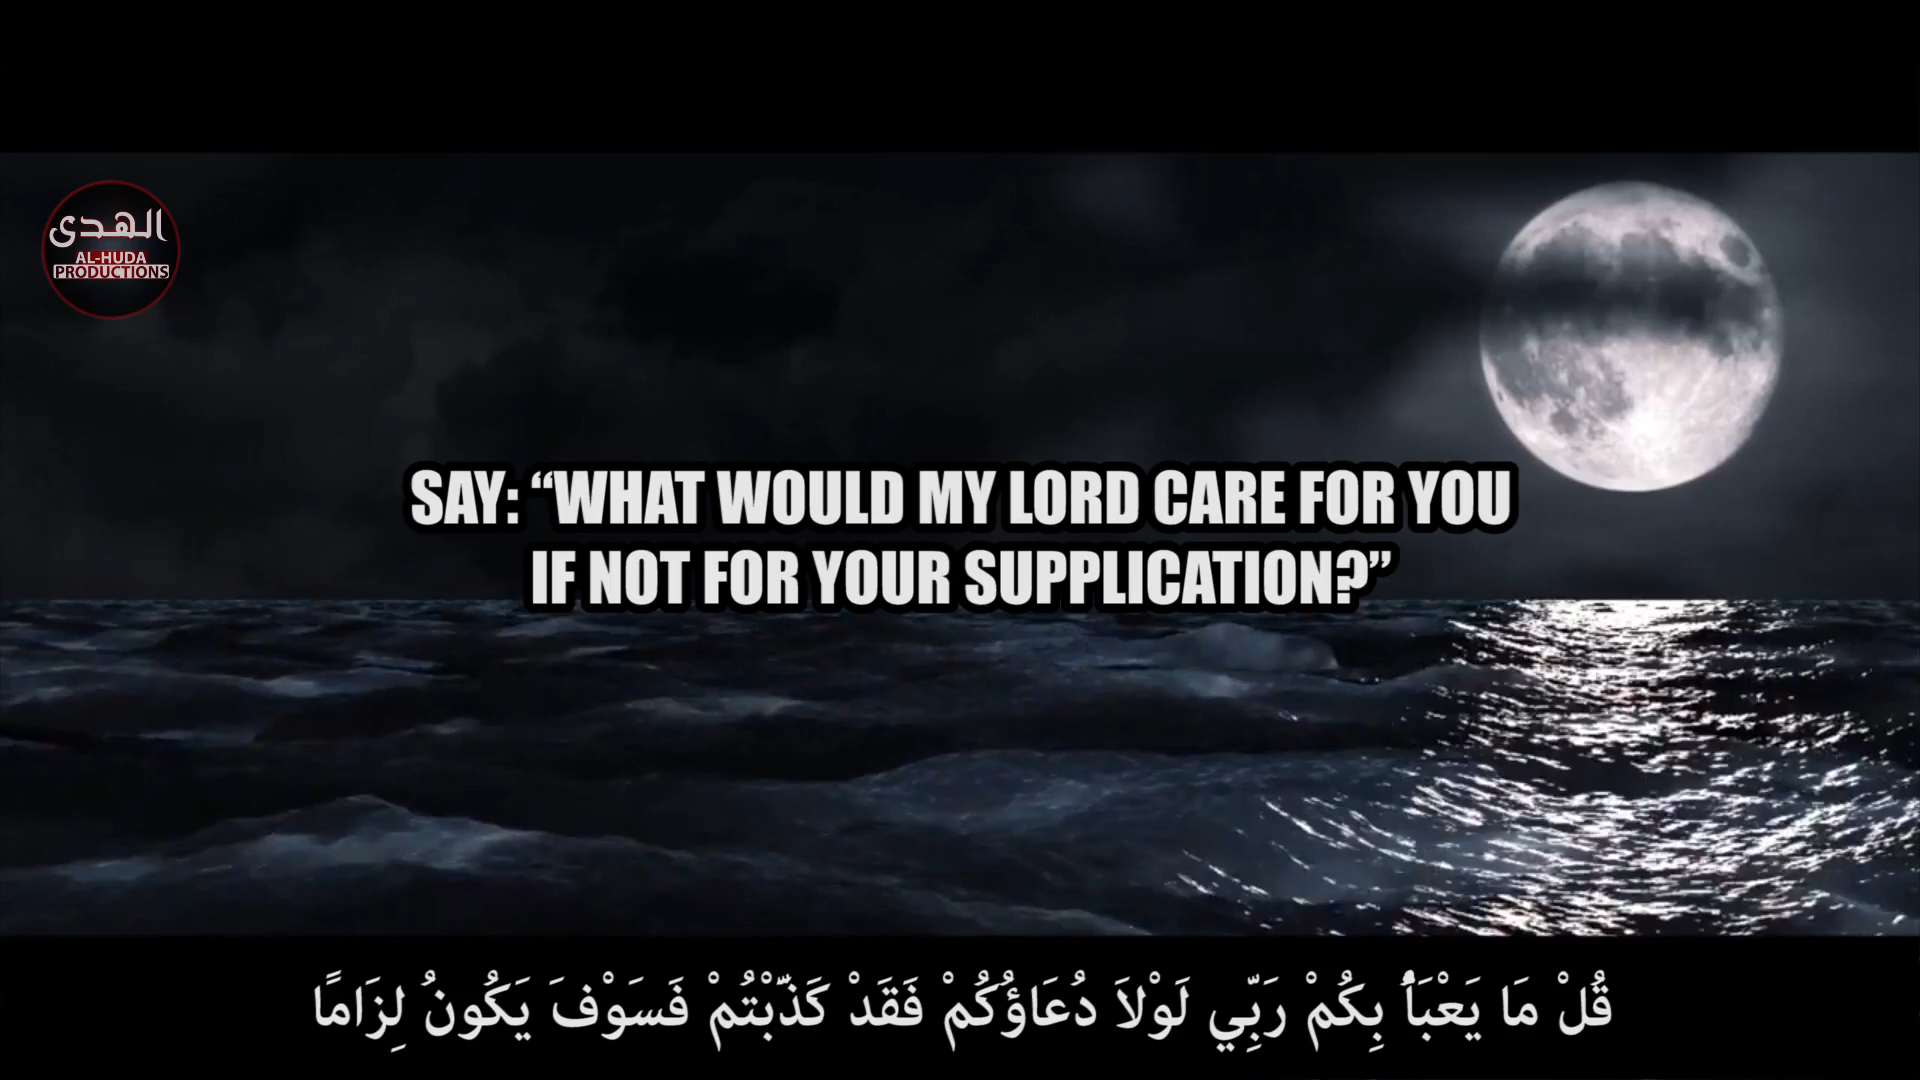 الهدى
AL-HUDA
PRODUCTIONS
SAY: “WHAT WOULD MY LORD CARE FOR YOU
IF NOT FOR YOUR SUPPLICATION?”
قُلْ مَا يَعْبَأُ بِكُمْ رَبِّي لَوْلاَ دُعَاؤُكُمْ فَقَدْ كَذَّبْتُمْ فَسَوْفَ يَكُونُ لِزَامًا